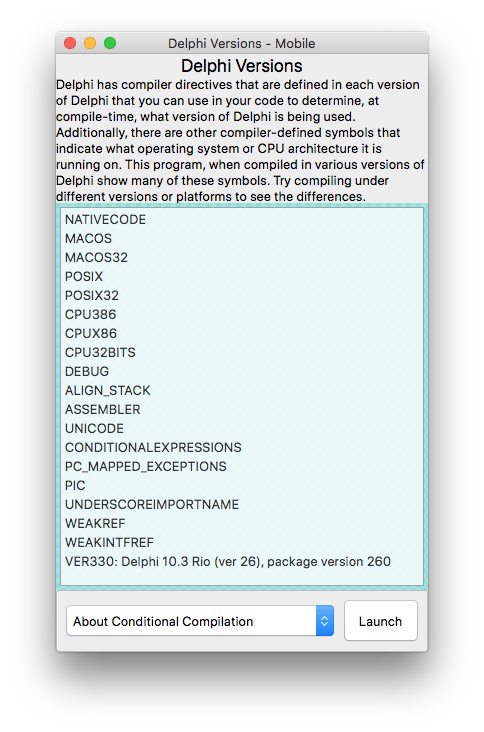 Delphi Versions - Mobile
Delphi Versions
Delphi has compiler directives that are defined in each version
of Delphi that you can use in your code to determine, at
compile-time, what version of Delphi is being used.
Additionally, there are other compiler-defined symbols that
indicate what operating system or CPU architecture it is
running on. This program, when compiled in various versions of
Delphi show many of these symbols. Try compiling under
different versions or platforms to see the differences.
NATIVECODE
MACOS
MACOS32
POSIX
POSIX32
CPU386
CPUX86
CPU32BITS
DEBUG
ALIGN_STACK
ASSEMBLER
UNICODE
CONDITIONALEXPRESSIONS
PC_MAPPED_EXCEPTIONS
PIC
UNDERSCOREIMPORTNAME
WEAKREF
WEAKINTFREF
VER330: Delphi 10.3 Rio (ver 26), package version 260
About Conditional Compilation
Launch